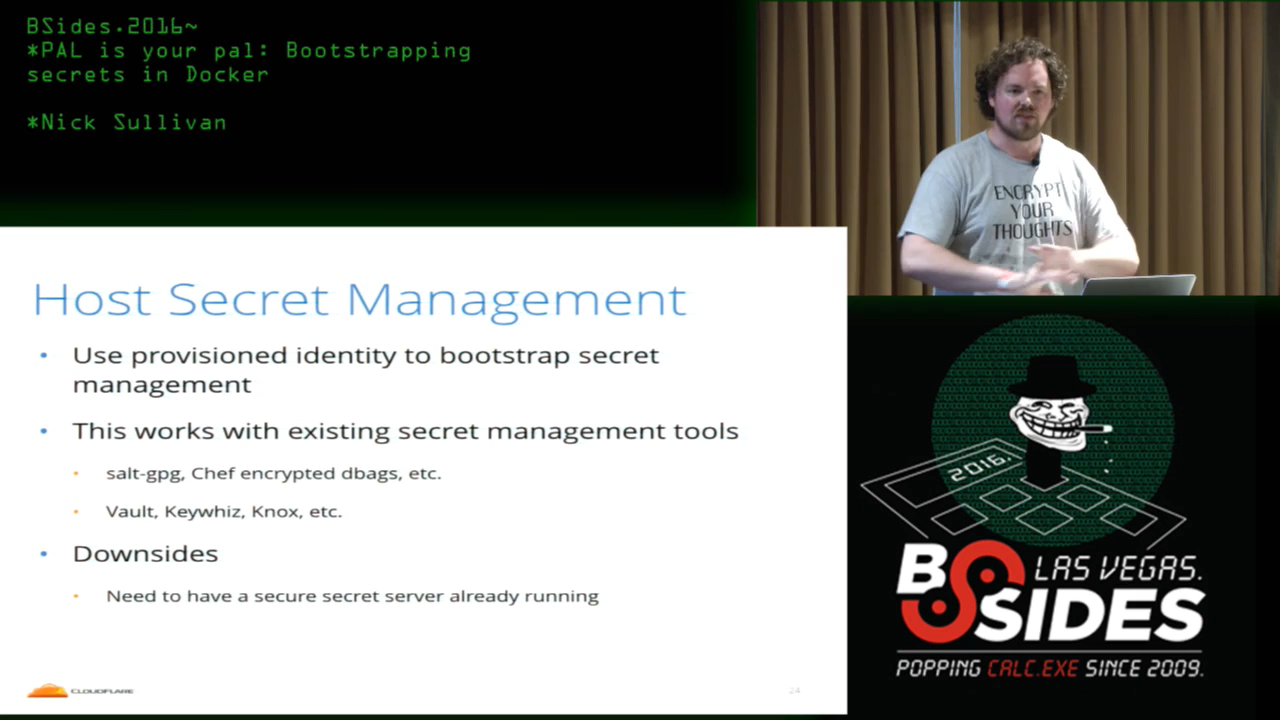 BSides.2016~
*PAL is your pal: Bootstrapping
secrets in Docker
*Nick Sullivan
ENCRYPT
YOUR
THOUGHTS
Host Secret Management
• Use provisioned identity to bootstrap secret
management
• This works with existing secret management tools
• salt-gpg, Chef encrypted dbags, etc.
• Vault, Keywhiz, Knox, etc.
• Downsides
• Need to have a secure secret server already running
CLOUDFLARE
24
2016.
BSIDES
LAS VEGAS.
POPPING CALC.EXE SINCE 2009.